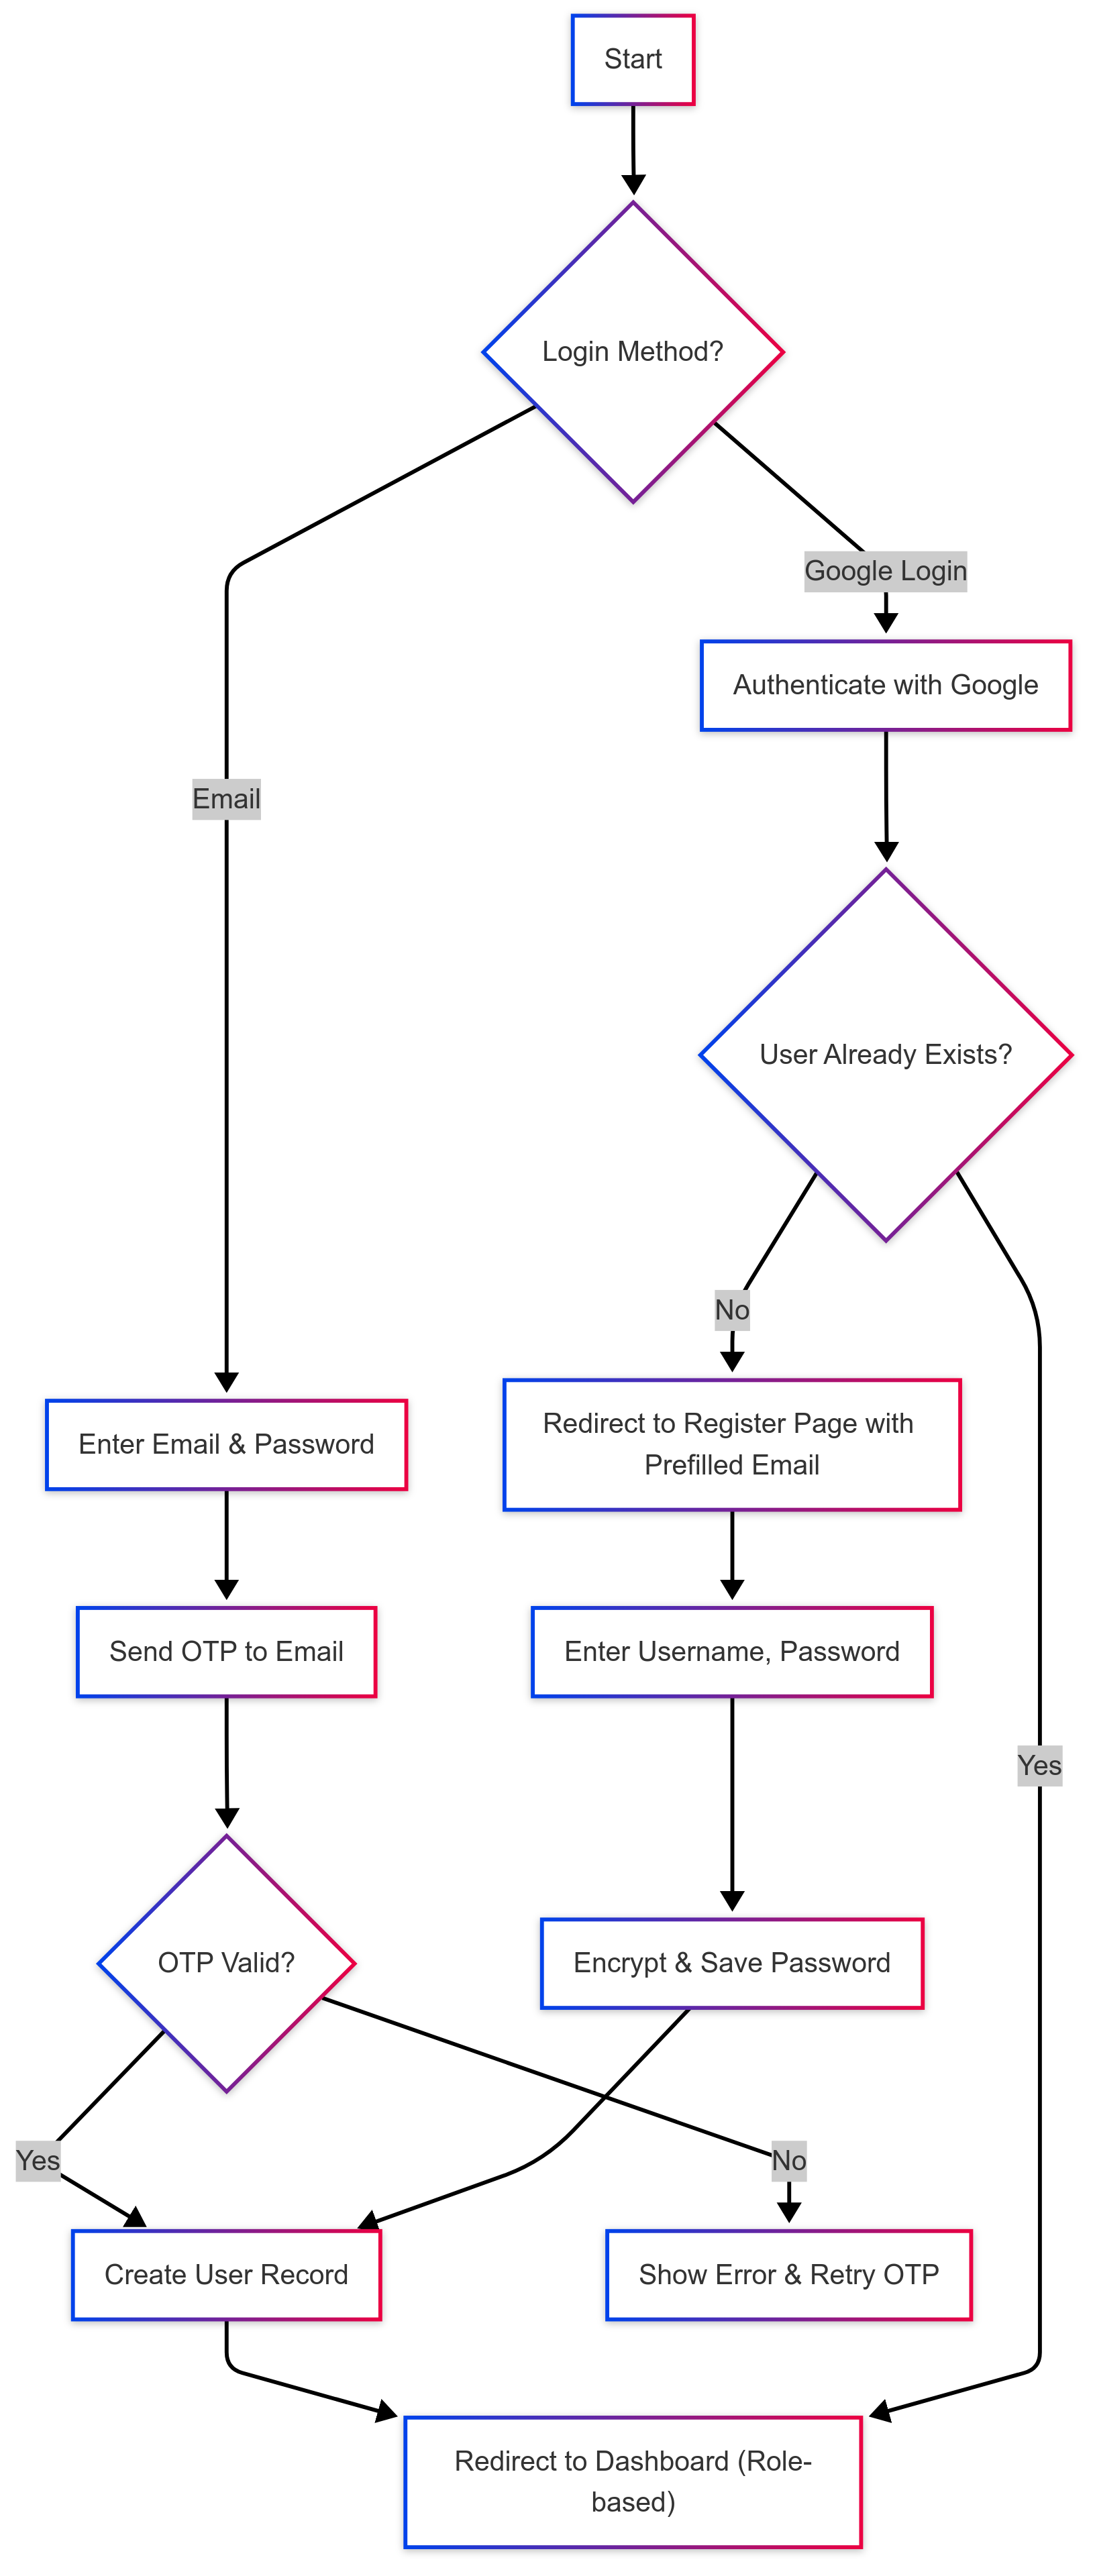 Start
Login Method?
Google Login
Authenticate with Google
Email
User Already Exists?
No
Redirect to Register Page with
Prefilled Email
Enter Email & Password
Send OTP to Email
Enter Username, Password
Yes
OTP Valid?
Encrypt & Save Password
Yes
No
Create User Record
Show Error & Retry OTP
Redirect to Dashboard (Role-
based)